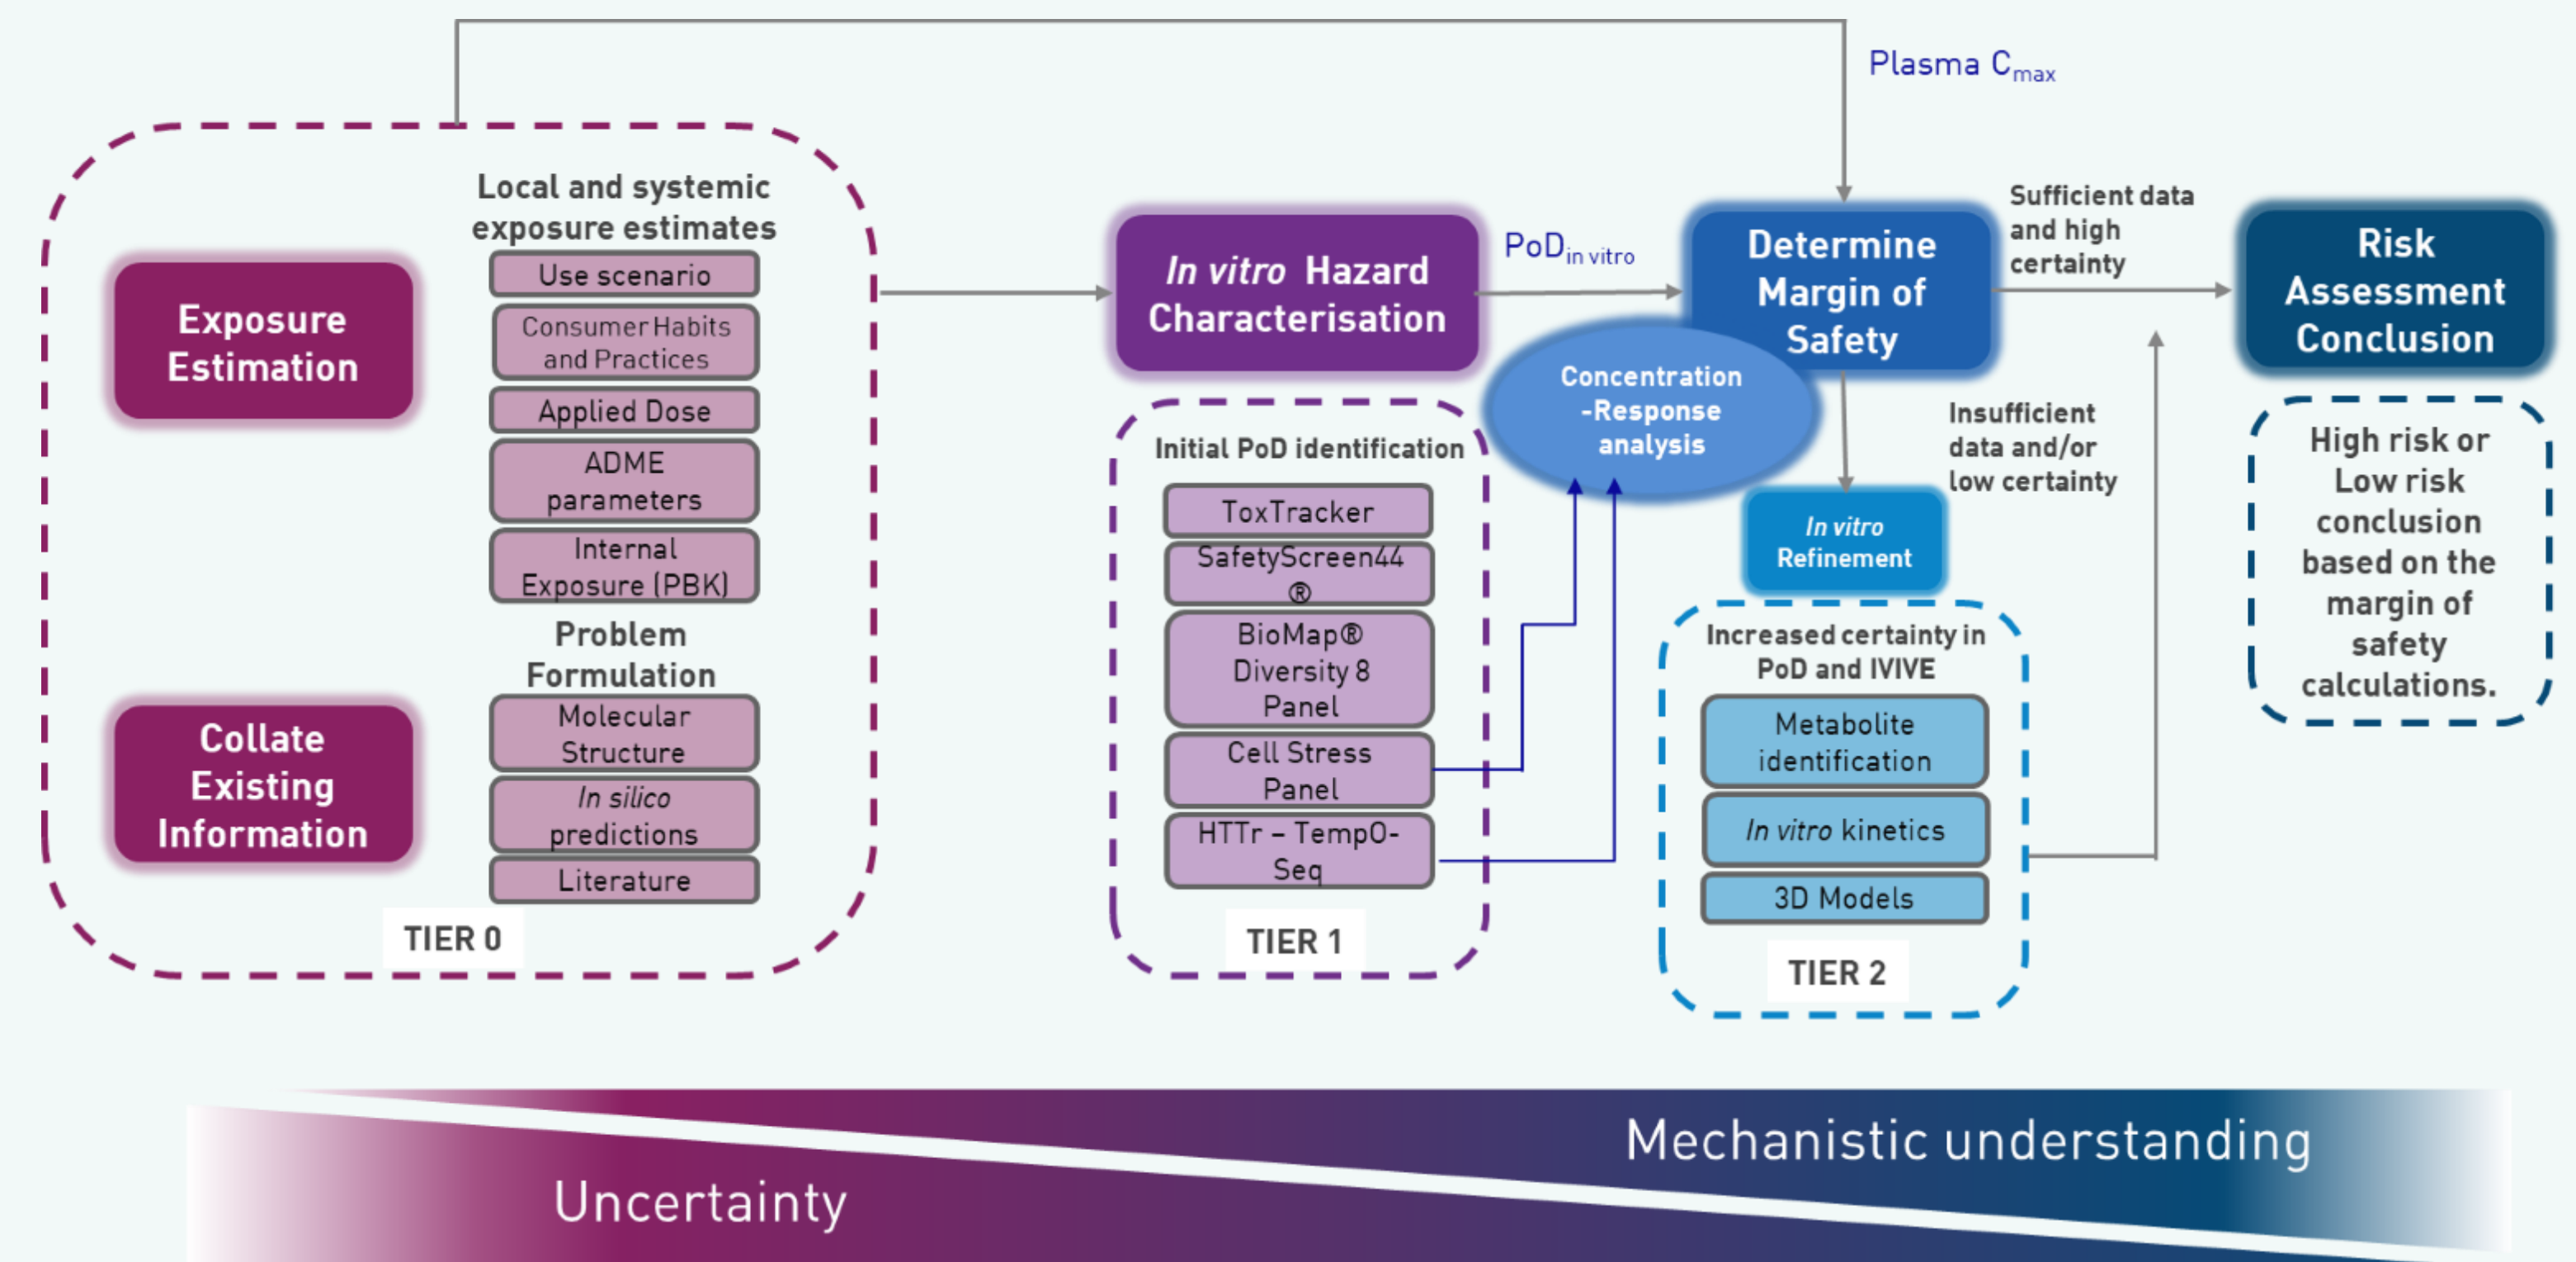 Plasma Cmax
Local and systemic
exposure estimates
Exposure
Estimation
Use scenario
Consumer Habits
and Practices
Applied Dose
ADME
parameters
Internal
Exposure (PBK)
Problem
Formulation
Collate
Existing
Information
Molecular
Structure
In silico
predictions
Literature
TIER 0
In vitro Hazard
Characterisation
Initial PoD identification
ToxTracker
SafetyScreen44
®
BioMap®
Diversity 8
Panel
Cell Stress
Panel
HTTr – TempO-
Seq
TIER 1
PoDin vitro
Determine
Margin of
Safety
Concentration
-Response
analysis
Sufficient data
and high
certainty
Insufficient
data and/or
low certainty
In vitro
Refinement
Increased certainty in
PoD and IVIVE
Metabolite
identification
In vitro kinetics
3D Models
TIER 2
Risk
Assessment
Conclusion
High risk or
Low risk
conclusion
based on the
margin of
safety
calculations.
Mechanistic understanding
Uncertainty